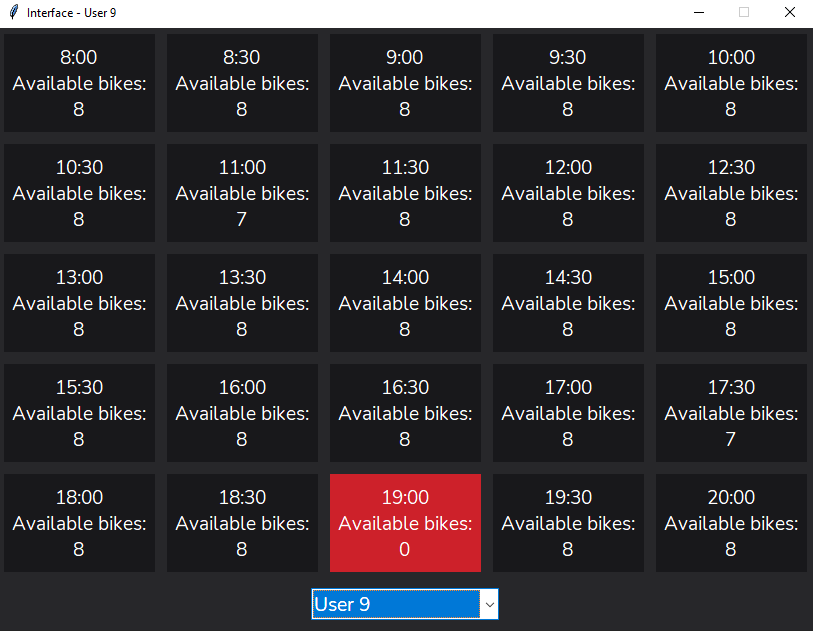 Interface - User 9
8:00
Available bikes:
8
8:30
Available bikes:
8
9:00
Available bikes:
8
9:30
Available bikes:
8
10:00
Available bikes:
8
10:30
Available bikes:
8
11:00
Available bikes:
7
11:30
Available bikes:
8
12:00
Available bikes:
8
12:30
Available bikes:
8
13:00
Available bikes:
8
13:30
Available bikes:
8
14:00
Available bikes:
8
14:30
Available bikes:
8
15:00
Available bikes:
8
15:30
Available bikes:
8
16:00
Available bikes:
8
16:30
Available bikes:
8
17:00
Available bikes:
8
17:30
Available bikes:
7
18:00
Available bikes:
8
18:30
Available bikes:
8
19:00
Available bikes:
0
19:30
Available bikes:
8
20:00
Available bikes:
8
User 9